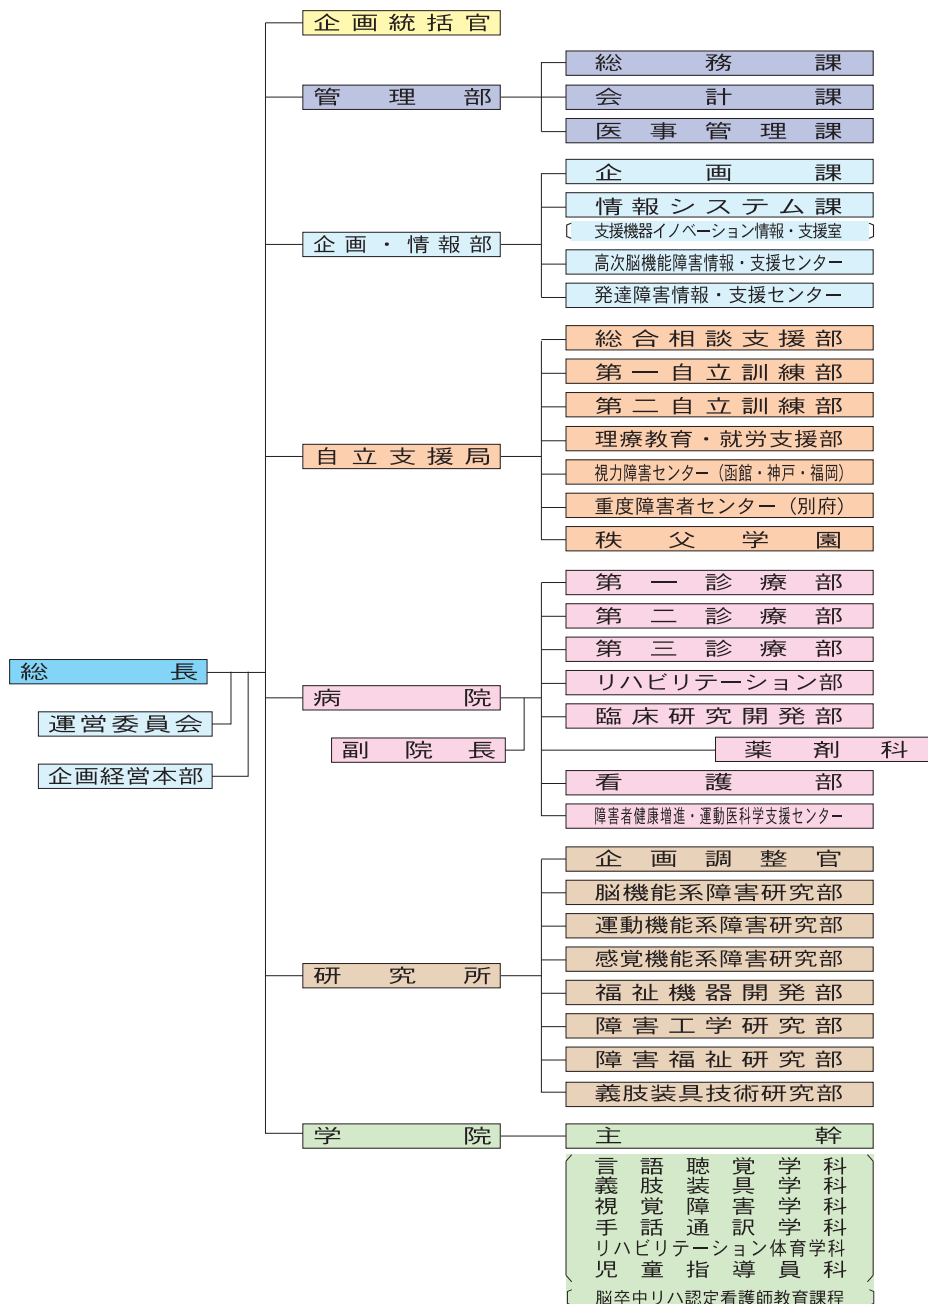 企画統括官
管理部
総務課
会計課
医事管理課
企画・情報部
企画課
情報システム課
〔支援機器イノベーション情報・支援室〕
高次脳機能障害情報・支援センター
発達障害情報・支援センター
自立支援局
総合相談支援部
第一自立訓練部
第二自立訓練部
理療教育・就労支援部
視力障害センター（函館・神戸・福岡）
重度障害者センター（別府）
秩父学園
総長
運営委員会
企画経営本部
病院
副院長
第一診療部
第二診療部
第三診療部
リハビリテーション部
臨床研究開発部
薬剤科
看護部
障害者健康増進・運動医科学支援センター
研究所
企画調整官
脳機能系障害研究部
運動機能系障害研究部
感覚機能系障害研究部
福祉機器開発部
障害工学研究部
障害福祉研究部
義肢装具技術研究部
学院
主幹
言語聴覚学科
義肢装具学科
視覚障害学科
手話通訳学科
リハビリテーション体育学科
児童指導員科
〔脳卒中リハ認定看護師教育課程〕